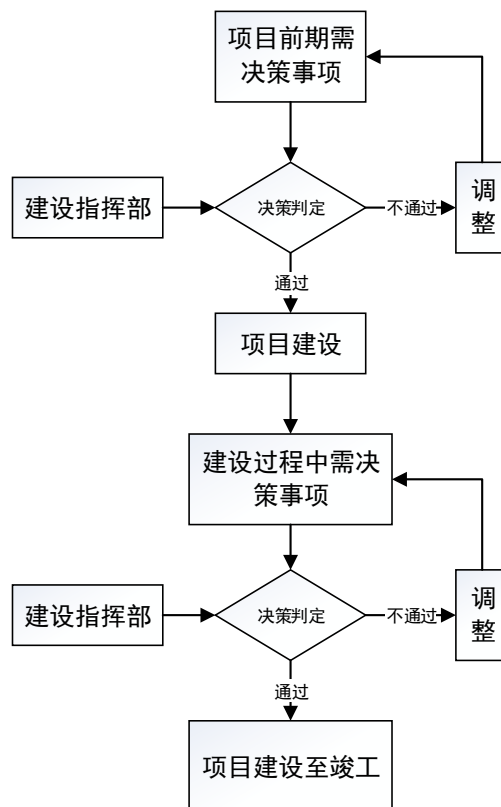 项目前期需
决策事项
建设指挥部
决策判定
不通过
调
整
通过
项目建设
建设过程中需决
策事项
建设指挥部
决策判定
不通过
调
整
通过
项目建设至竣工